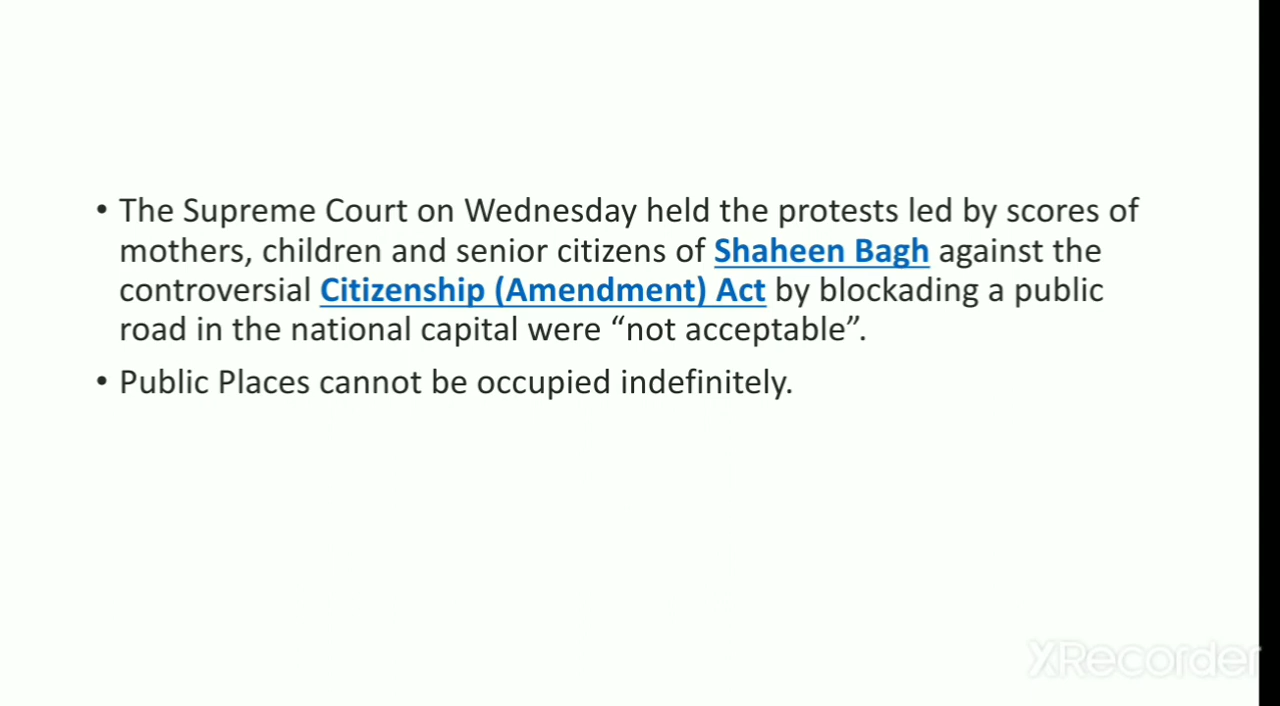 • The Supreme Court on Wednesday held the protests led by scores of
mothers, children and senior citizens of Shaheen Bagh against the
controversial Citizenship (Amendment) Act by blockading a public
road in the national capital were “not acceptable”.
• Public Places cannot be occupied indefinitely.
XRecorder